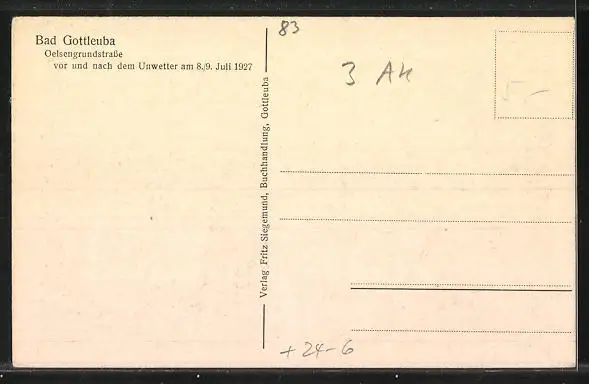 Bad Gottleuba
Oelsengrundstraße
vor und nach dem Unwetter am 8./9. Juli 1927
Verlag Fritz Siegemund, Buchhandlung, Gottleuba
83
3 AK
5,-
+ 24-6